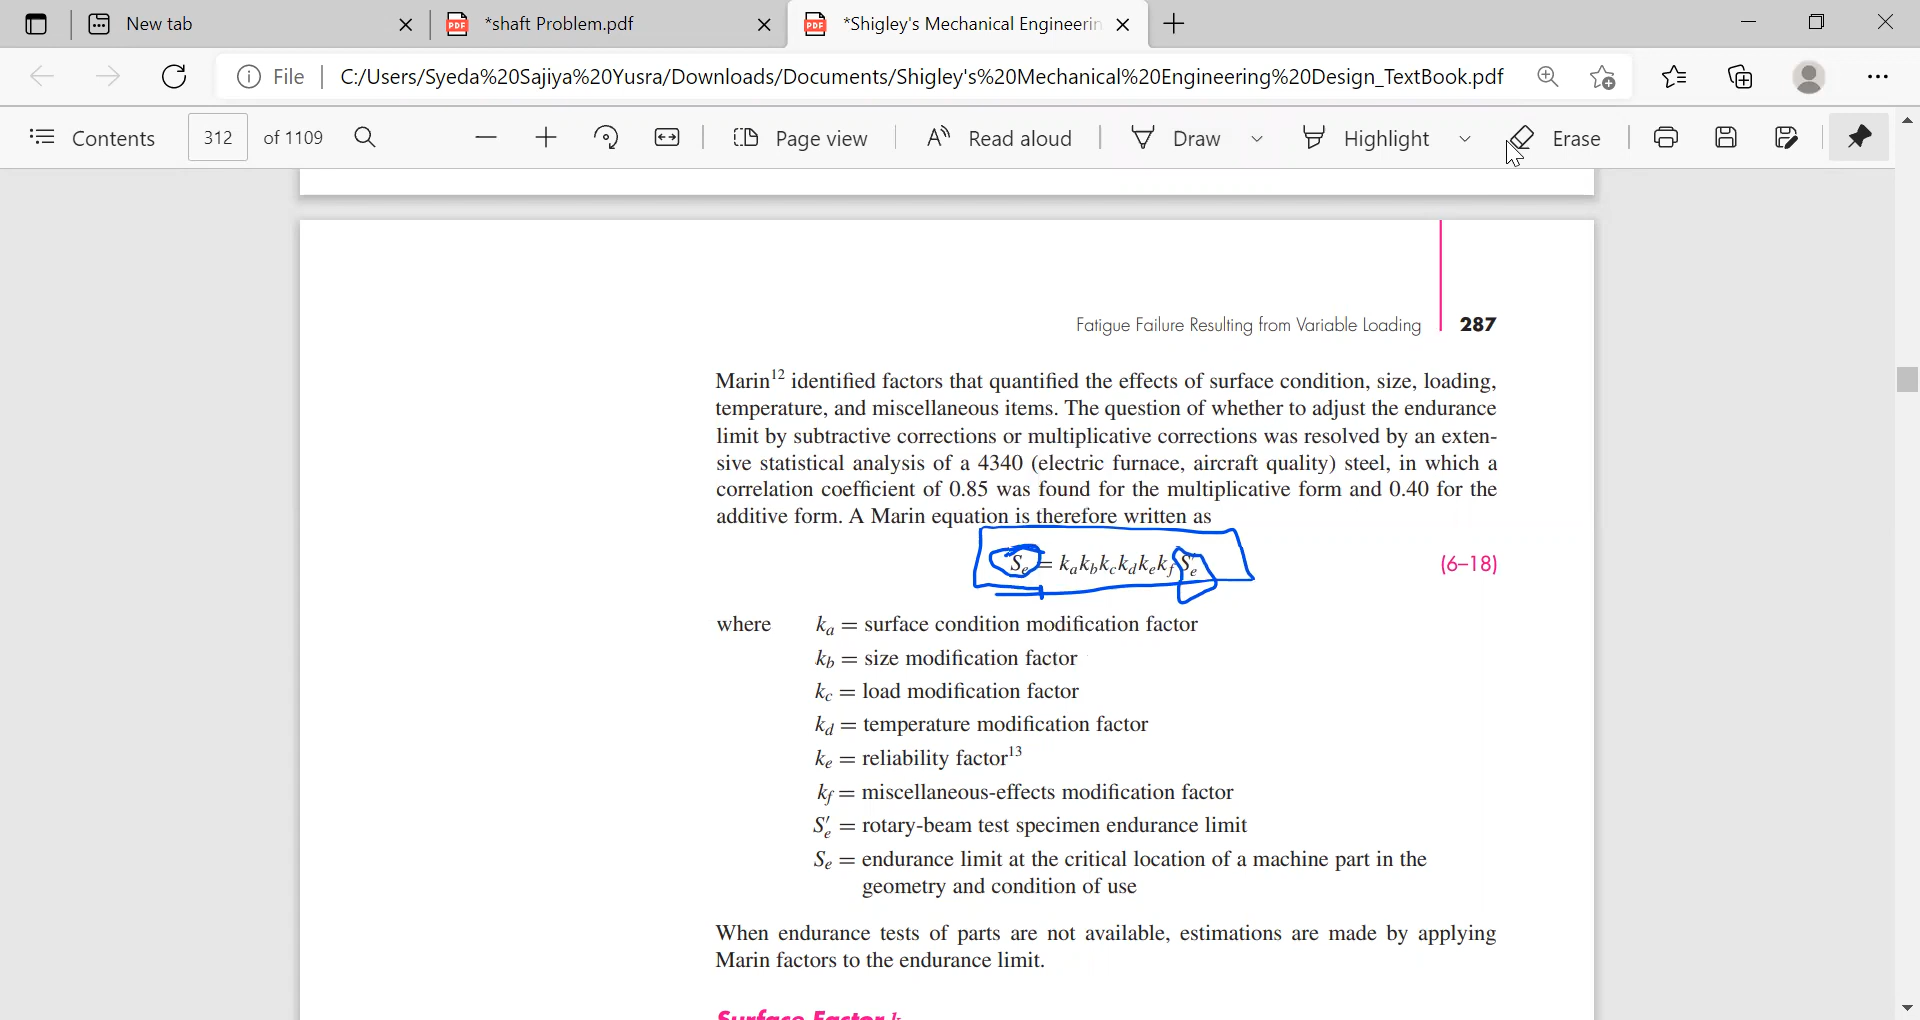 New tab
*shaft Problem.pdf
*Shigley's Mechanical Engineerin
File
C:/Users/Syeda%20Sajiya%20Yusra/Downloads/Documents/Shigley's%20Mechanical%20Engineering%20Design_TextBook.pdf
Contents 312 of 1109 Page view Read aloud Draw Highlight Erase
Fatigue Failure Resulting from Variable Loading 287
Marin¹² identified factors that quantified the effects of surface condition, size, loading,
temperature, and miscellaneous items. The question of whether to adjust the endurance
limit by subtractive corrections or multiplicative corrections was resolved by an exten-
sive statistical analysis of a 4340 (electric furnace, aircraft quality) steel, in which a
correlation coefficient of 0.85 was found for the multiplicative form and 0.40 for the
additive form. A Marin equation is therefore written as
Se = kakbkckdkekf S′e (6–18)
where ka = surface condition modification factor
kb = size modification factor
kc = load modification factor
kd = temperature modification factor
ke = reliability factor¹³
kf = miscellaneous-effects modification factor
S′e = rotary-beam test specimen endurance limit
Se = endurance limit at the critical location of a machine part in the
geometry and condition of use
When endurance tests of parts are not available, estimations are made by applying
Marin factors to the endurance limit.
Surface Factor k